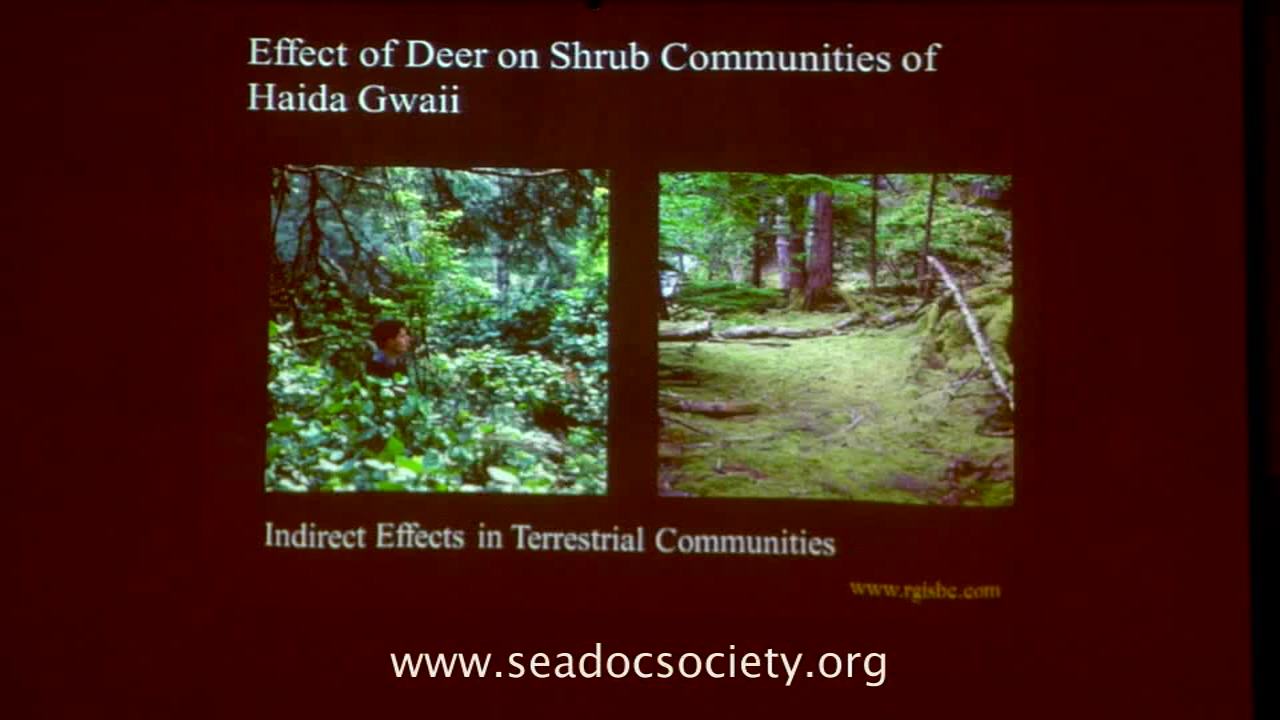 Effect of Deer on Shrub Communities of
Haida Gwaii
Indirect Effects in Terrestrial Communities
www.rgisbc.com
www.seadocsociety.org